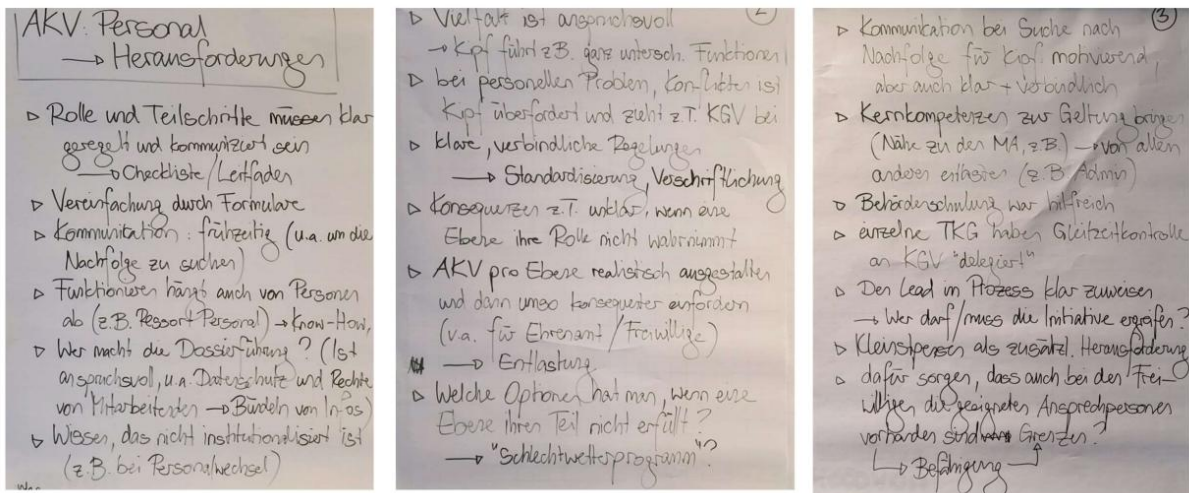 AKV: Personal
→ Herausforderungen
▷ Rolle und Teilschritte müssen klar
geregelt und kommuniziert sein
→ Checkliste/Leitfaden
▷ Vereinfachung durch Formulare
▷ Kommunikation: frühzeitig (u.a. um die
Nachfolge zu suchen)
▷ Funktionieren hängt auch von Personen
ab (z.B. Ressort Personal) → Know-How,
▷ Wer macht die Dossierführung? (Ist
anspruchsvoll, u.a. Datenschutz und Rechte
von Mitarbeitenden → Bündeln von In-os)
▷ Wissen, das nicht institutionalisiert ist
(z.B. bei Personalwechsel)
2
▷ Vielfalt ist anspruchsvoll
→ Kipf führt z.B. ganz untersch. Funktionen
▷ bei personellen Problem, Konflikten ist
Kipf überfordert und zieht z.T. KGV bei
▷ klare, verbindliche Regelungen
→ Standardisierung, Verschriftlichung
▷ Konsequenzen z.T. unklar, wenn eine
Ebene ihre Rolle nicht wahrnimmt
▷ AKV pro Ebene realistisch ausgestalten
und dann umso konsequenter einfordern
(v.a. für Ehrenamt / Freiwillige)
→ Entlastung
▷ Welche Optionen hat man, wenn eine
Ebene ihren Teil nicht erfüllt?
→ "Schlechtwetterprogramm"?
3
▷ Kommunikation bei Suche nach
Nachfolge für Kipf. motivierend,
aber auch klar + verbindlich
▷ Kernkompetenzen zur Geltung bringen
(Nähe zu den MA, z.B.) → von allem
anderen entlasten (z.B. Admin)
▷ Behördenschulung war hilfreich
▷ einzelne TKG haben Gleitzeitkontrolle
an KGV "delegiert"
▷ Den Lead im Prozess klar zuweisen
→ Wer darf/muss die Initiative ergreifen?
▷ Kleinstpensen als zusätzl. Herausforderung
▷ dafür sorgen, dass auch bei den Frei-
willigen die geeigneten Ansprechpersonen
vorhanden sind Grenzen?
→ Befähigung